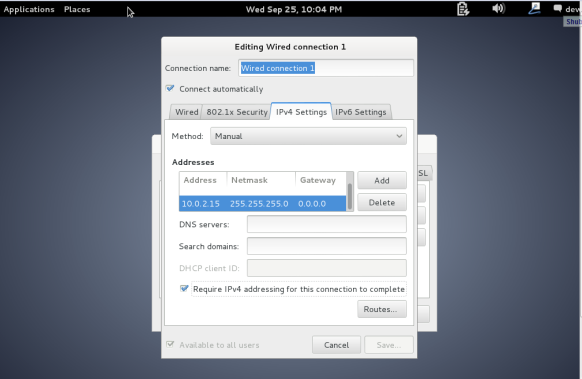 Applications Places Wed Sep 25, 10:04 PM dew
Shut
Editing Wired connection 1
Connection name: Wired connection 1
Connect automatically
Wired 802.1x Security IPv4 Settings IPv6 Settings
Method: Manual
Addresses
SL
Address Netmask Gateway Add
10.0.2.15 255.255.255.0 0.0.0.0 Delete
DNS servers:
Search domains:
DHCP client ID:
Require IPv4 addressing for this connection to complete
Routes...
Available to all users Cancel Save...